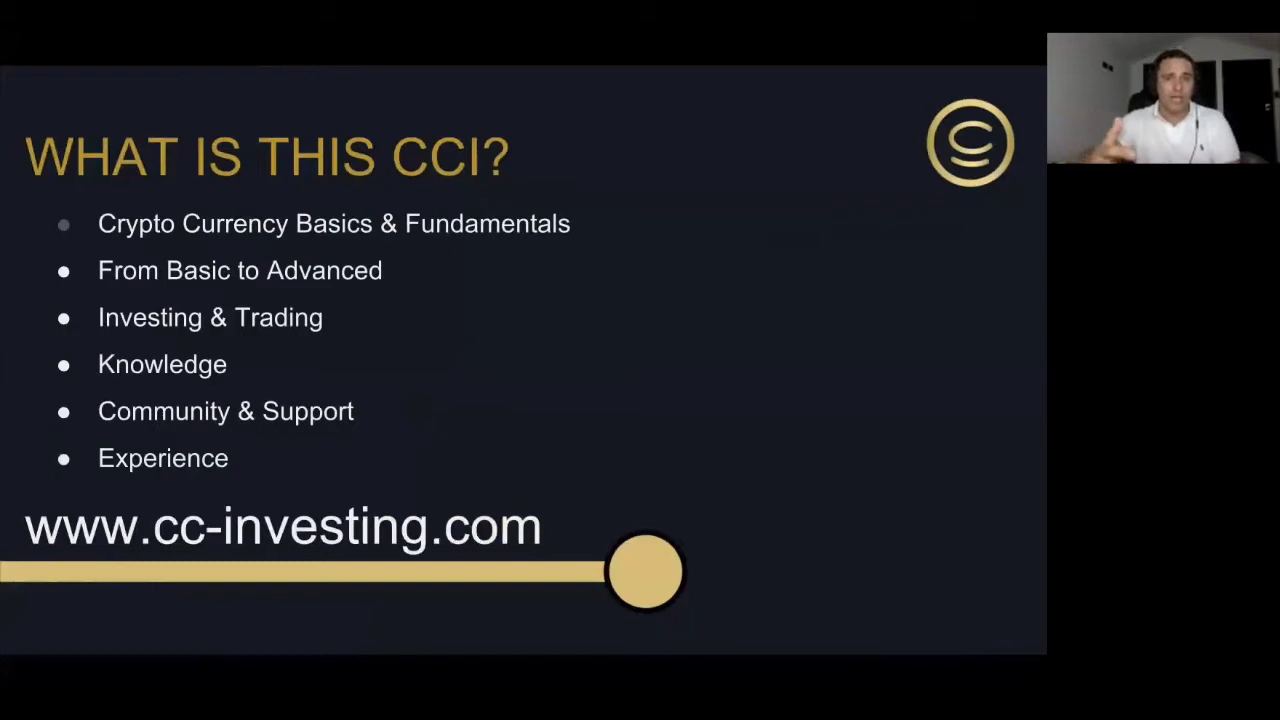 WHAT IS THIS CCI?
● Crypto Currency Basics & Fundamentals
● From Basic to Advanced
● Investing & Trading
● Knowledge
● Community & Support
● Experience
www.cc-investing.com